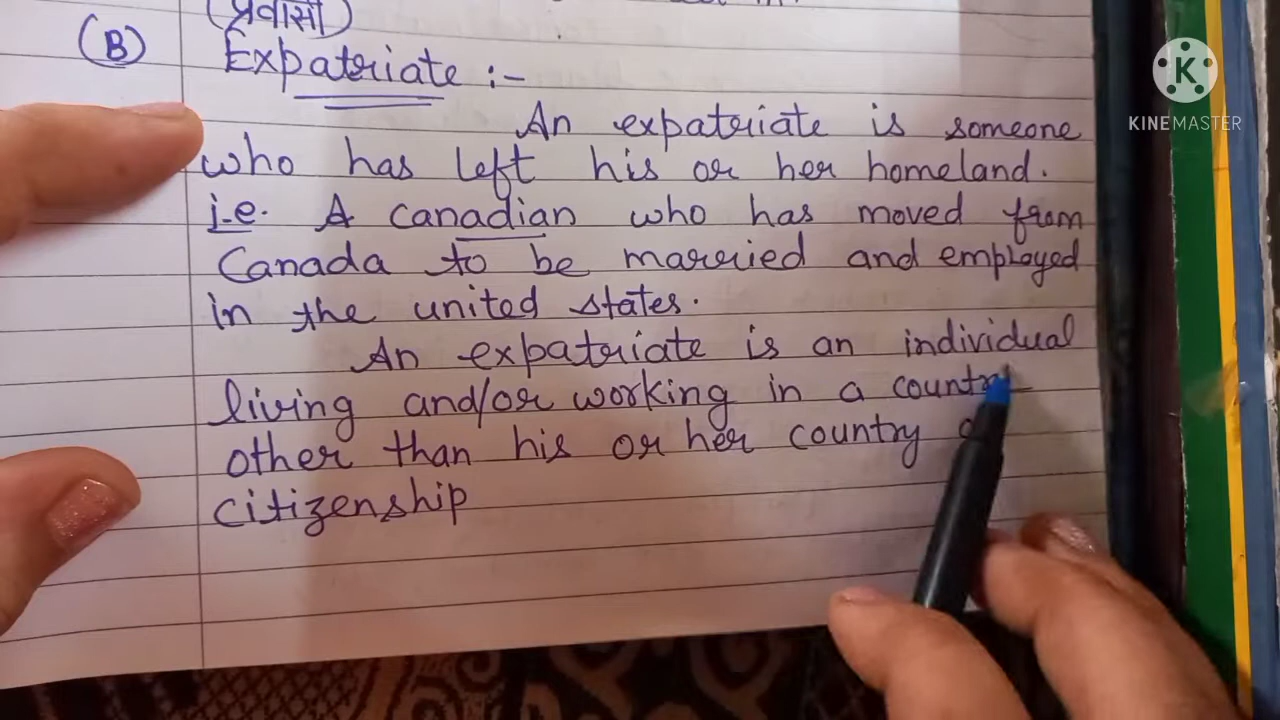 (प्रवासी)
(B) Expatriate :-
An expatriate is someone
who has left his or her homeland.
i.e. A canadian who has moved from
Canada to be married and employed
in the united states.
An expatriate is an individual
living and/or working in a country
other than his or her country
citizenship
K
KINEMASTER